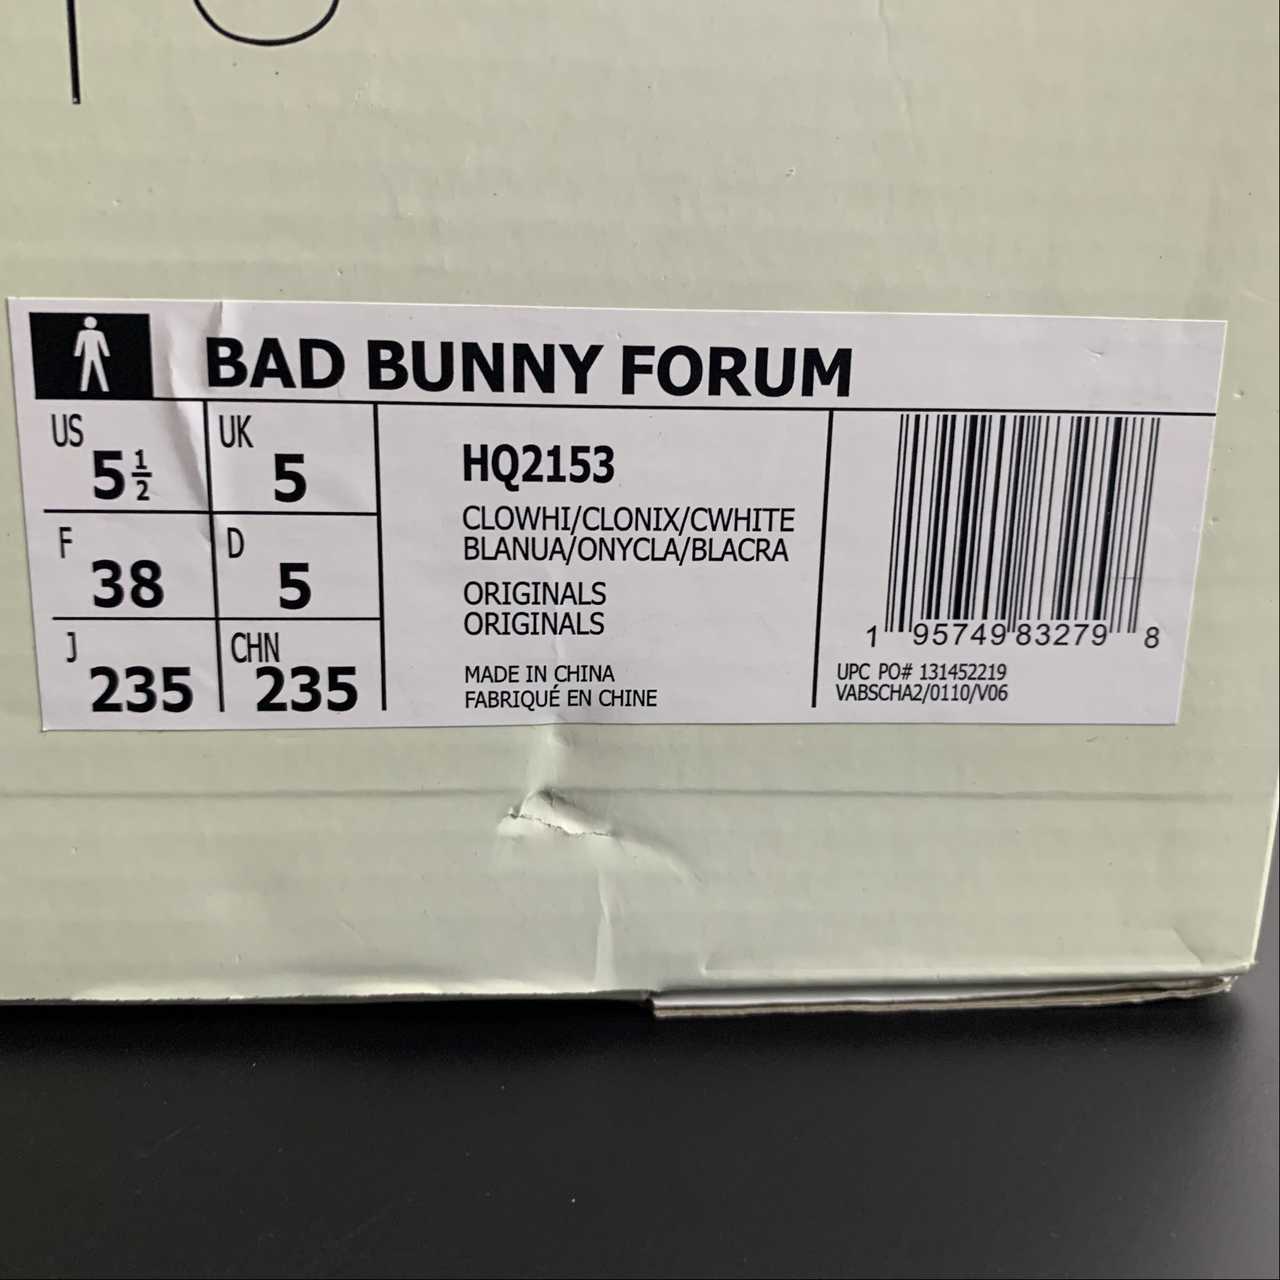 BAD BUNNY FORUM
US 5 1/2 UK 5
F 38 D 5
J 235 CHN 235
HQ2153
CLOWHI/CLONIX/CWHITE
BLANUA/ONYCLA/BLACRA
ORIGINALS
ORIGINALS
MADE IN CHINA
FABRIQUÉ EN CHINE
1 95749 83279 8
UPC PO# 131452219
VABSCHA2/0110/V06